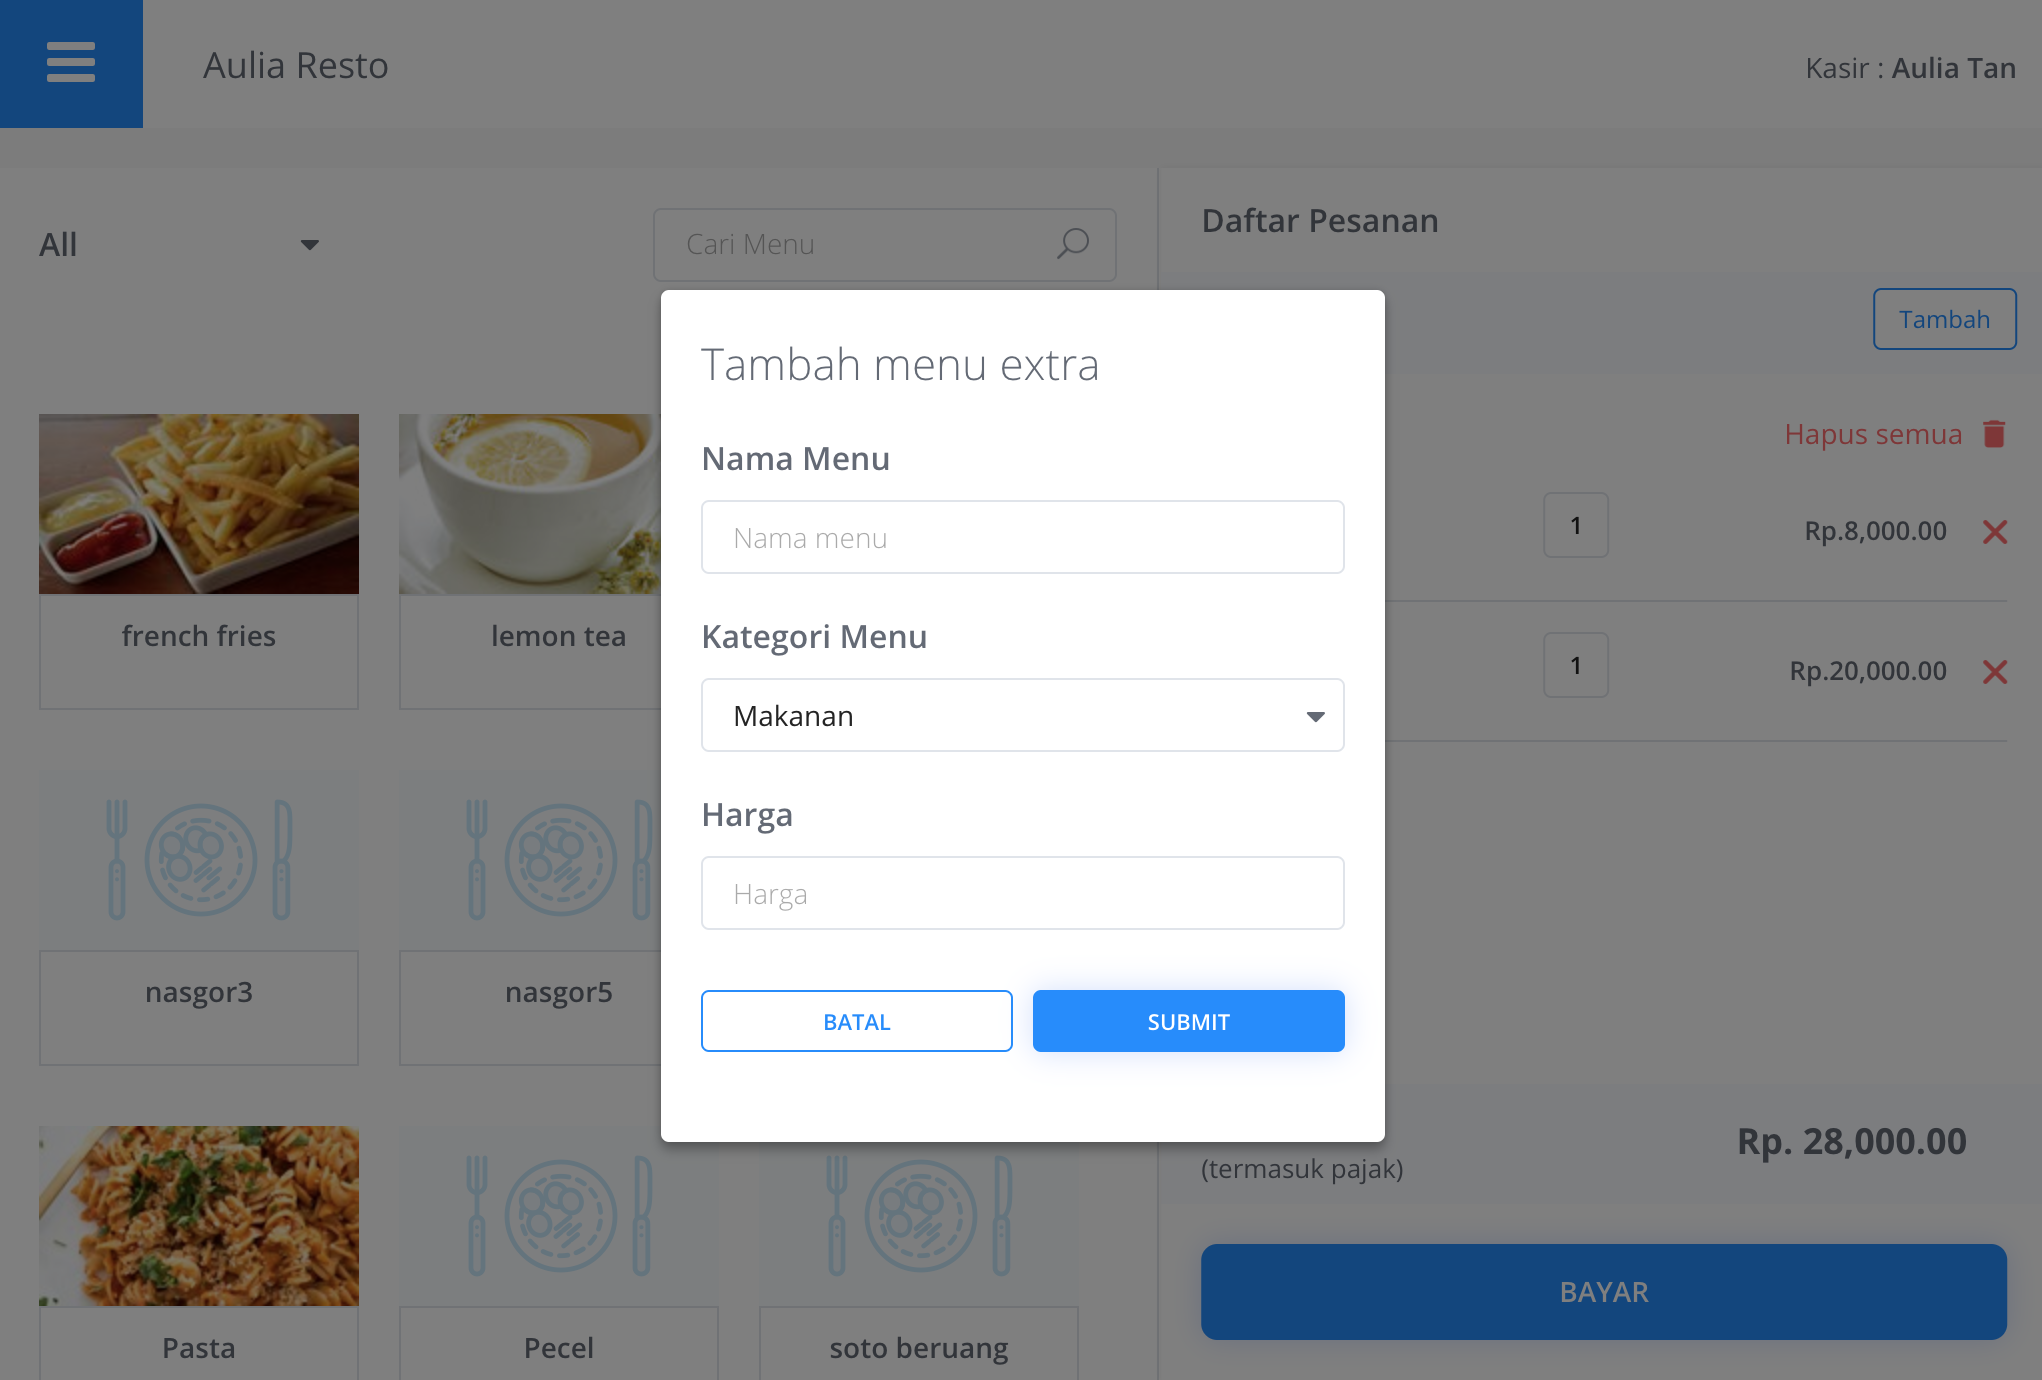 Aulia Resto
Kasir : Aulia Tan
All
Cari Menu
Daftar Pesanan
Tambah
Hapus semua
1
Rp.8,000.00
1
Rp.20,000.00
Tambah menu extra
Nama Menu
Nama menu
Kategori Menu
Makanan
Harga
Harga
BATAL
SUBMIT
french fries
lemon tea
nasgor3
nasgor5
Pasta
Pecel
soto beruang
Rp. 28,000.00
(termasuk pajak)
BAYAR